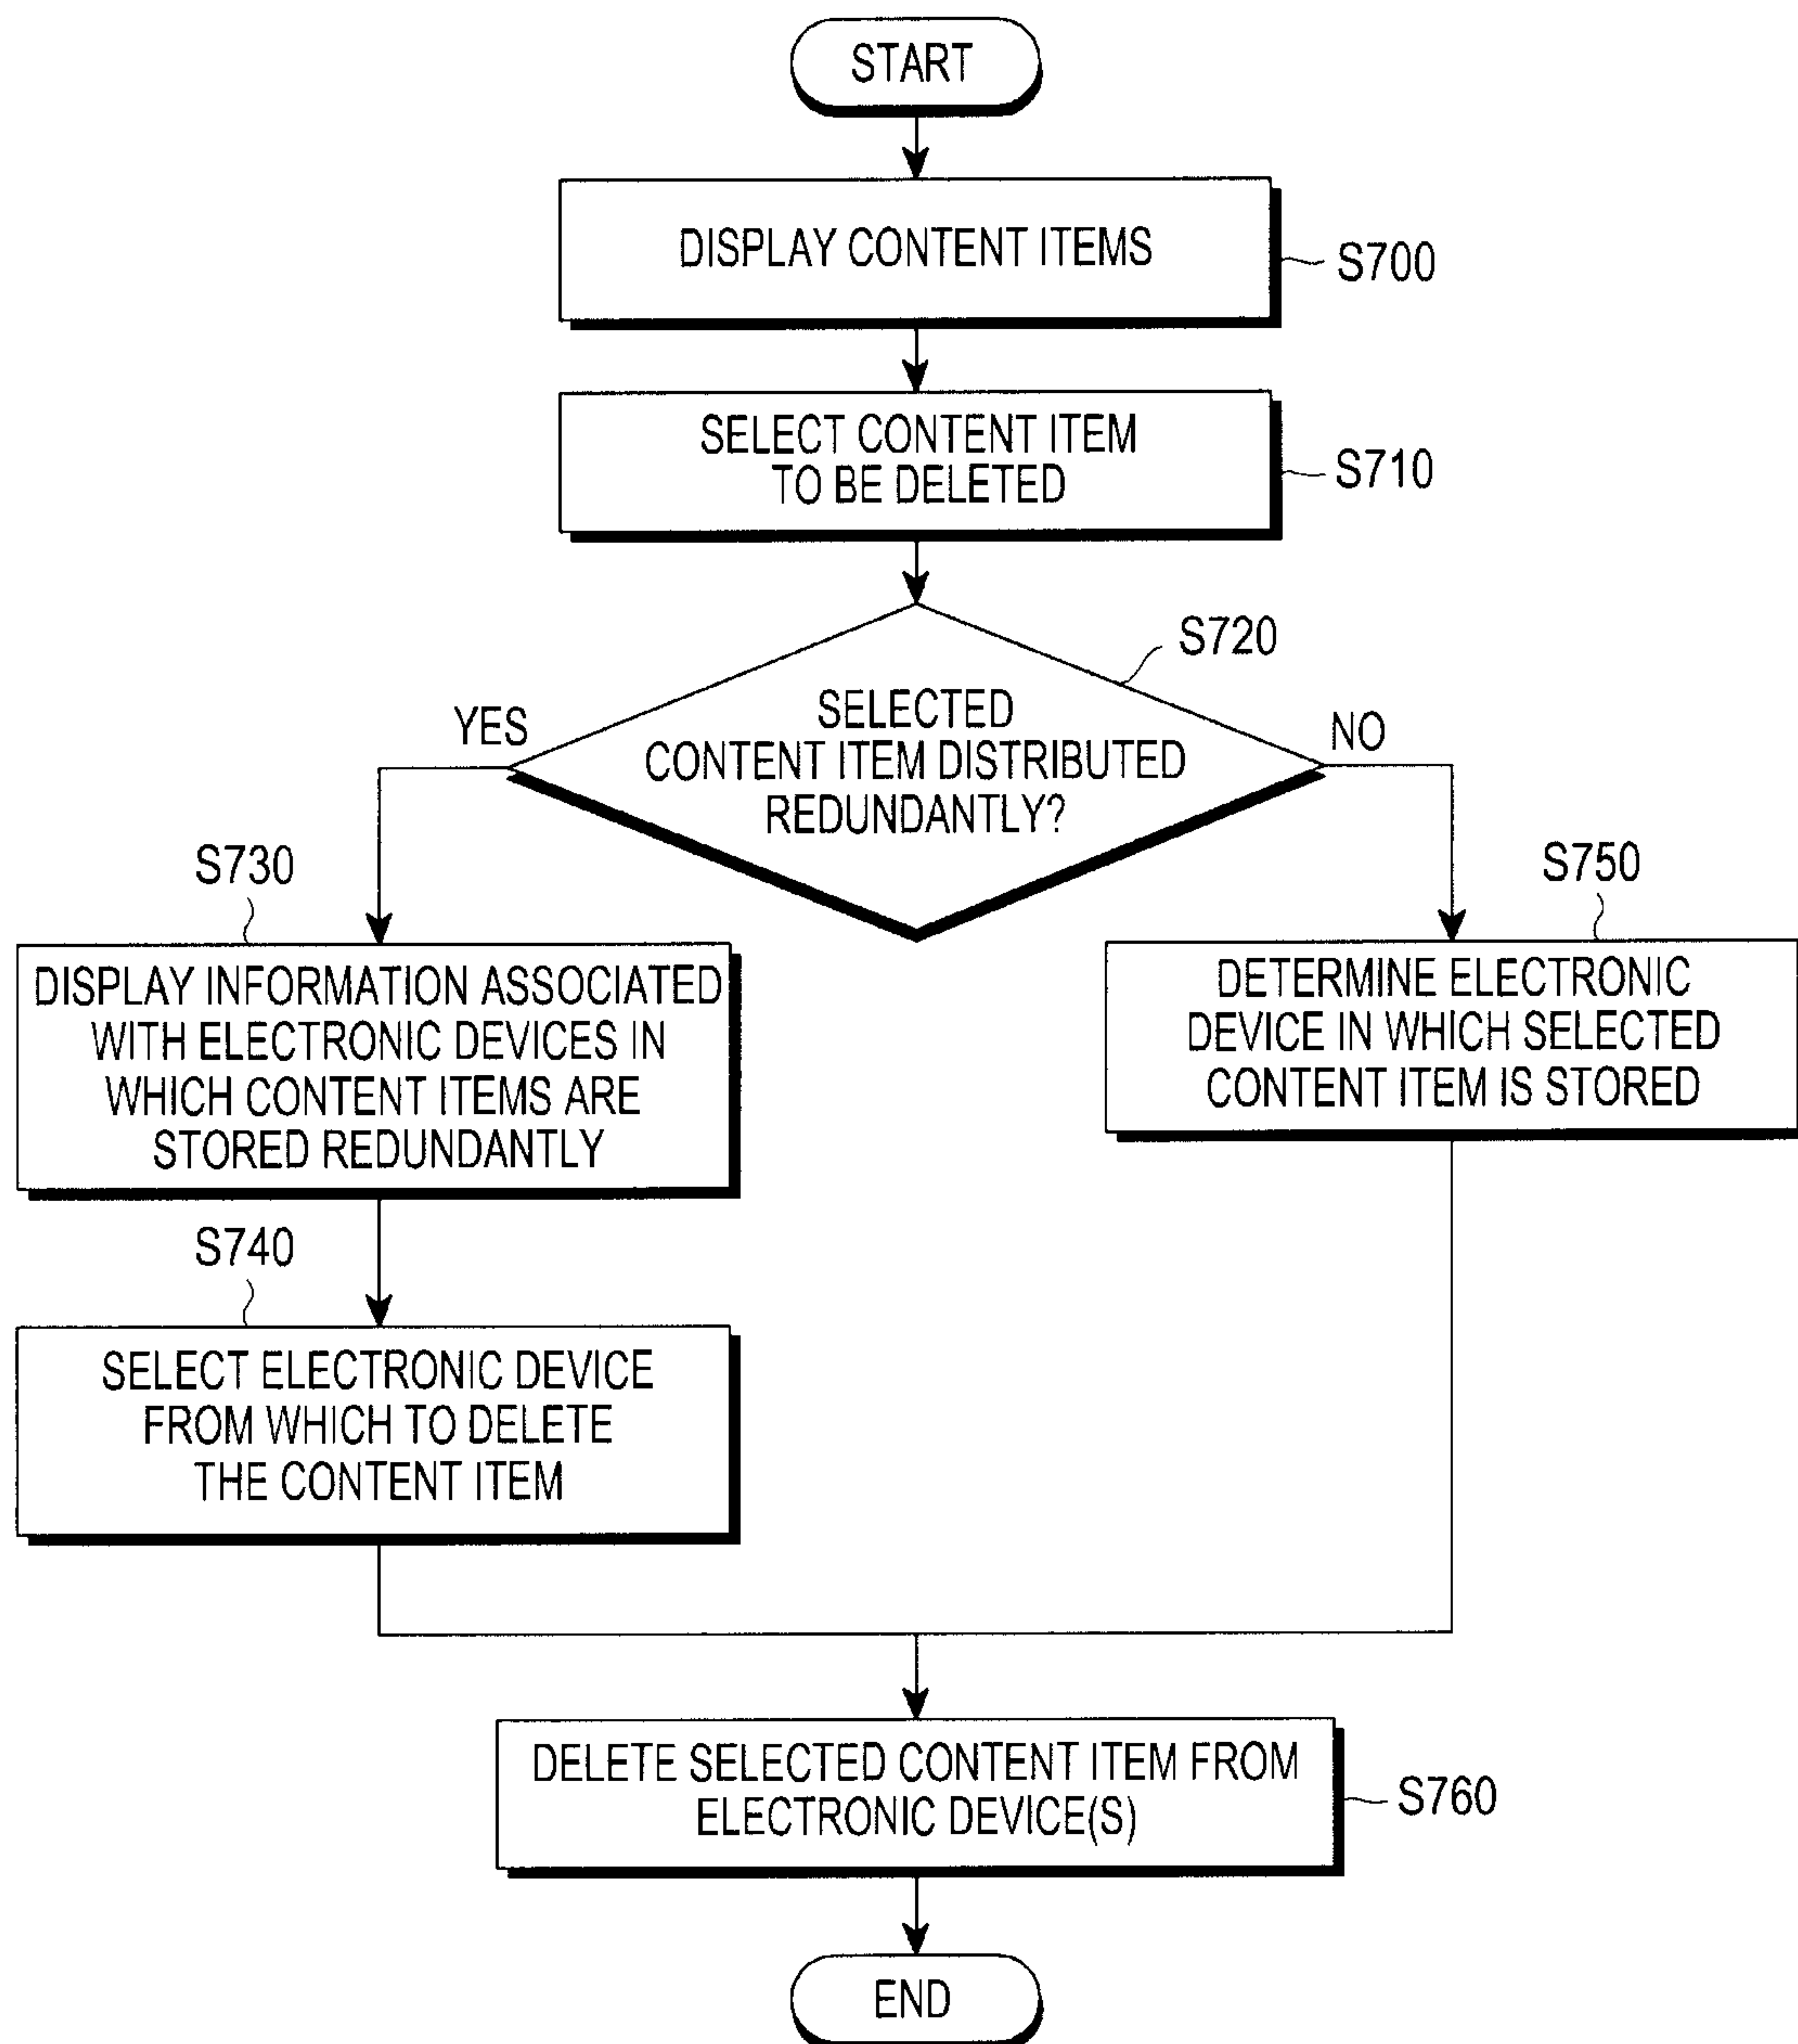 START
DISPLAY CONTENT ITEMS
S700
SELECT CONTENT ITEM
TO BE DELETED
S710
S720
SELECTED
CONTENT ITEM DISTRIBUTED
REDUNDANTLY?
YES
NO
S730
DISPLAY INFORMATION ASSOCIATED
WITH ELECTRONIC DEVICES IN
WHICH CONTENT ITEMS ARE
STORED REDUNDANTLY
S750
DETERMINE ELECTRONIC
DEVICE IN WHICH SELECTED
CONTENT ITEM IS STORED
S740
SELECT ELECTRONIC DEVICE
FROM WHICH TO DELETE
THE CONTENT ITEM
DELETE SELECTED CONTENT ITEM FROM
ELECTRONIC DEVICE(S)
S760
END